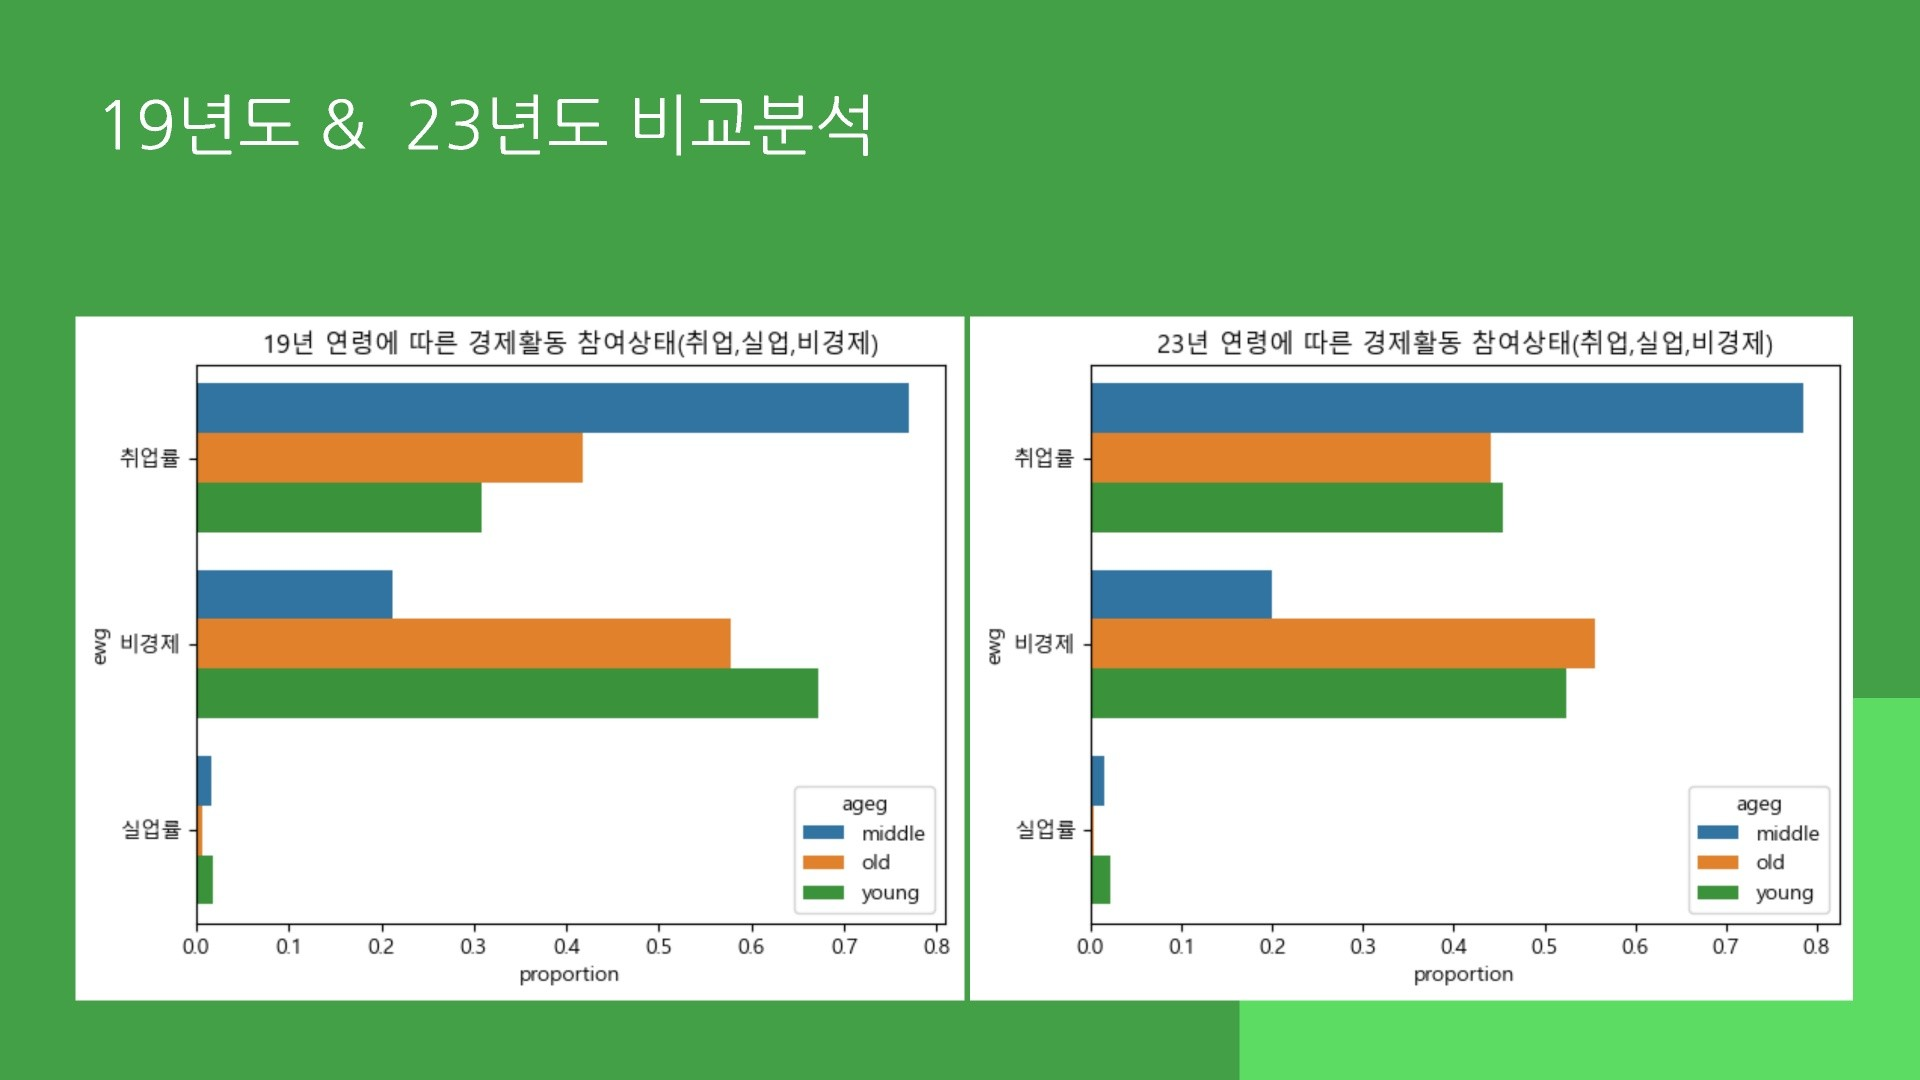 19년도 & 23년도 비교분석
19년 연령에 따른 경제활동 참여상태(취업,실업,비경제)
취업률
비경제
실업률
ewg
ageg
middle
old
young
0.0 0.1 0.2 0.3 0.4 0.5 0.6 0.7 0.8
proportion
23년 연령에 따른 경제활동 참여상태(취업,실업,비경제)
취업률
비경제
실업률
ewg
ageg
middle
old
young
0.0 0.1 0.2 0.3 0.4 0.5 0.6 0.7 0.8
proportion